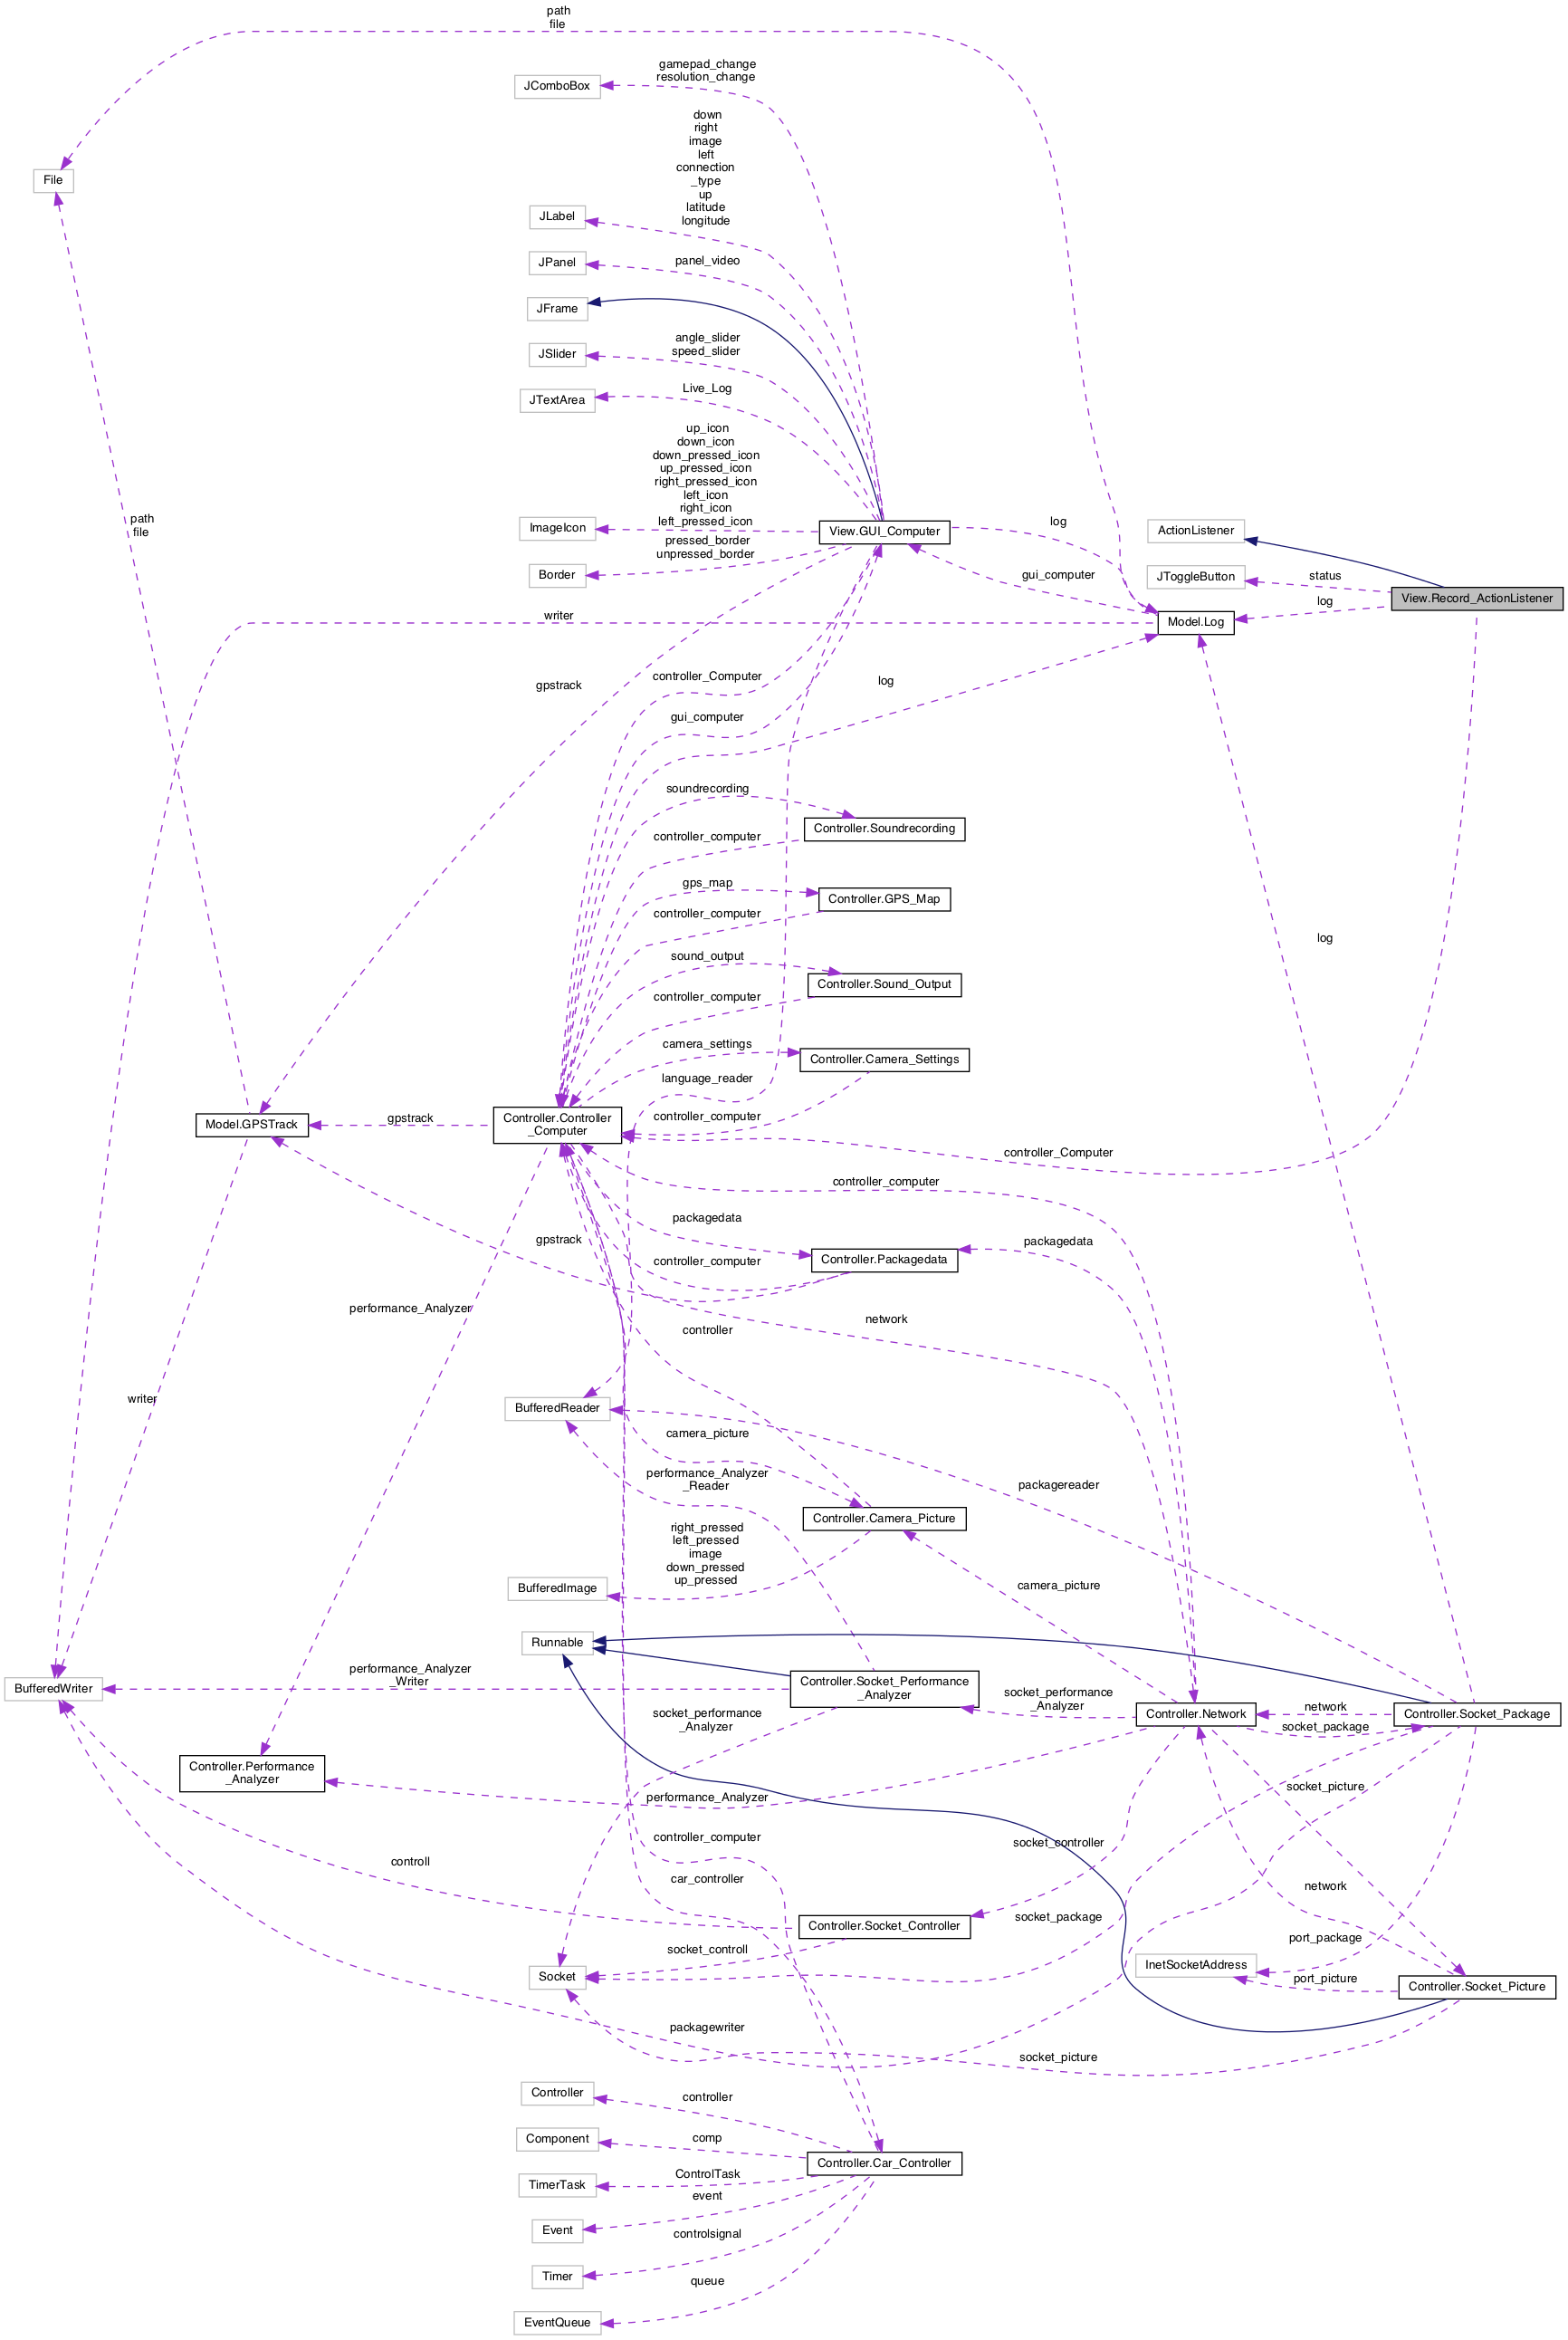 path
file
gamepad_change
resolution_change
JComboBox
down
right
image
left
connection
_type
up
latitude
longitude
File
JLabel
panel_video
JPanel
JFrame
angle_slider
speed_slider
JSlider
Live_Log
JTextArea
up_icon
down_icon
down_pressed_icon
up_pressed_icon
right_pressed_icon
left_icon
right_icon
left_pressed_icon
path
file
ImageIcon
View.GUI_Computer
log
ActionListener
pressed_border
unpressed_border
Border
gui_computer
JToggleButton
status
View.Record_ActionListener
log
writer
Model.Log
gpstrack
controller_Computer
log
gui_computer
soundrecording
Controller.Soundrecording
controller_computer
gps_map
Controller.GPS_Map
controller_computer
log
sound_output
Controller.Sound_Output
controller_computer
camera_settings
Controller.Camera_Settings
language_reader
controller_computer
Model.GPSTrack
gpstrack
Controller.Controller
_Computer
controller_Computer
controller_computer
packagedata
gpstrack
packagedata
Controller.Packagedata
controller_computer
performance_Analyzer
network
controller
writer
BufferedReader
camera_picture
performance_Analyzer
_Reader
packagereader
Controller.Camera_Picture
right_pressed
left_pressed
image
down_pressed
up_pressed
BufferedImage
camera_picture
Runnable
BufferedWriter
performance_Analyzer
_Writer
Controller.Socket_Performance
_Analyzer
socket_performance
_Analyzer
Controller.Network
network
socket_package
Controller.Socket_Package
socket_performance
_Analyzer
Controller.Performance
_Analyzer
performance_Analyzer
socket_picture
controller_computer
socket_controller
controll
car_controller
network
Controller.Socket_Controller
socket_package
port_package
socket_controll
Socket
InetSocketAddress
port_picture
Controller.Socket_Picture
packagewriter
socket_picture
Controller
controller
Component
comp
Controller.Car_Controller
TimerTask
ControlTask
event
Event
controlsignal
Timer
queue
EventQueue